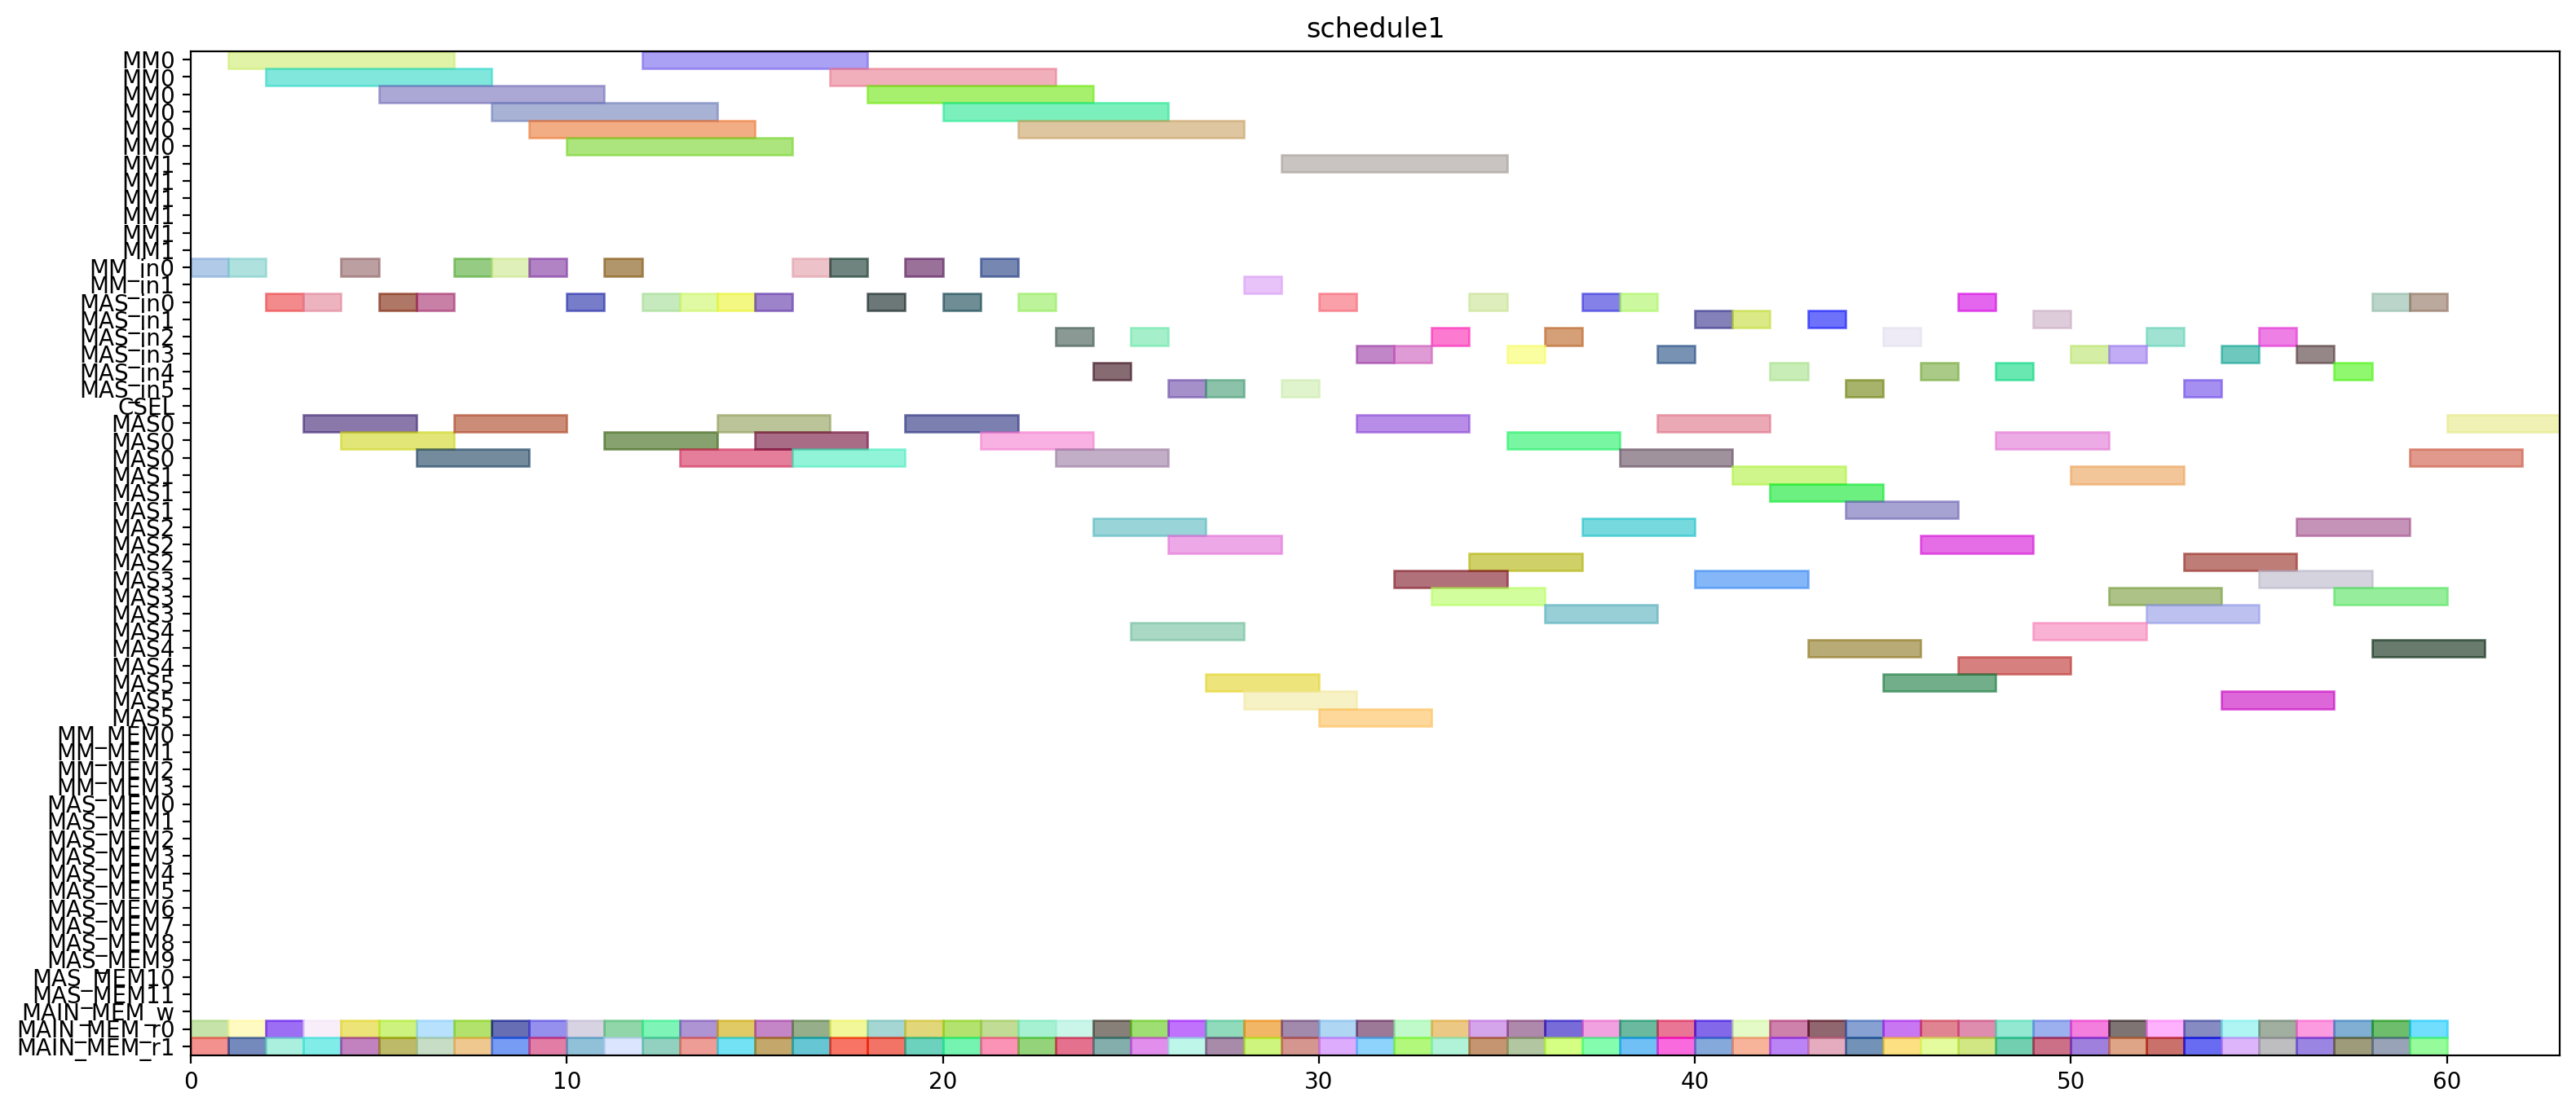 schedule1
MM0
MM0
MM0
MM0
MM0
MM0
MM1
MM1
MM1
MM1
MM1
MM1
MM_in0
MM_in1
MAS_in0
MAS_in1
MAS_in2
MAS_in3
MAS_in4
MAS_in5
CSEL
MAS0
MAS0
MAS0
MAS1
MAS1
MAS1
MAS2
MAS2
MAS2
MAS3
MAS3
MAS3
MAS4
MAS4
MAS4
MAS5
MAS5
MAS5
MM_MEM0
MM_MEM1
MM_MEM2
MM_MEM3
MAS_MEM0
MAS_MEM1
MAS_MEM2
MAS_MEM3
MAS_MEM4
MAS_MEM5
MAS_MEM6
MAS_MEM7
MAS_MEM8
MAS_MEM9
MAS_MEM10
MAS_MEM11
MAIN_MEM_w
MAIN_MEM_r0
MAIN_MEM_r1
0 10 20 30 40 50 60